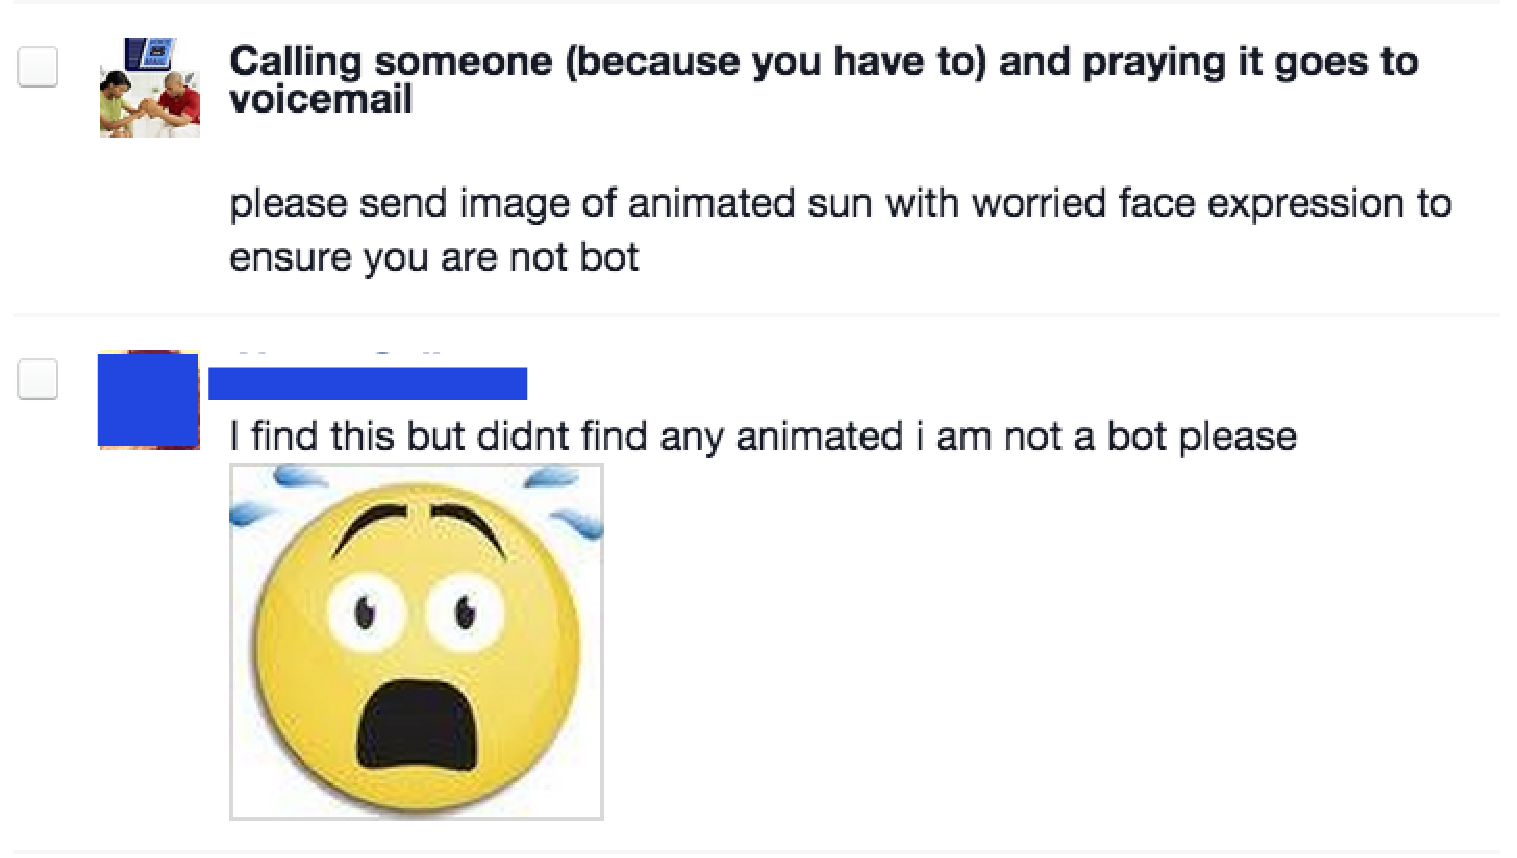 Calling someone (because you have to) and praying it goes to
voicemail
please send image of animated sun with worried face expression to
ensure you are not bot
I find this but didnt find any animated i am not a bot please